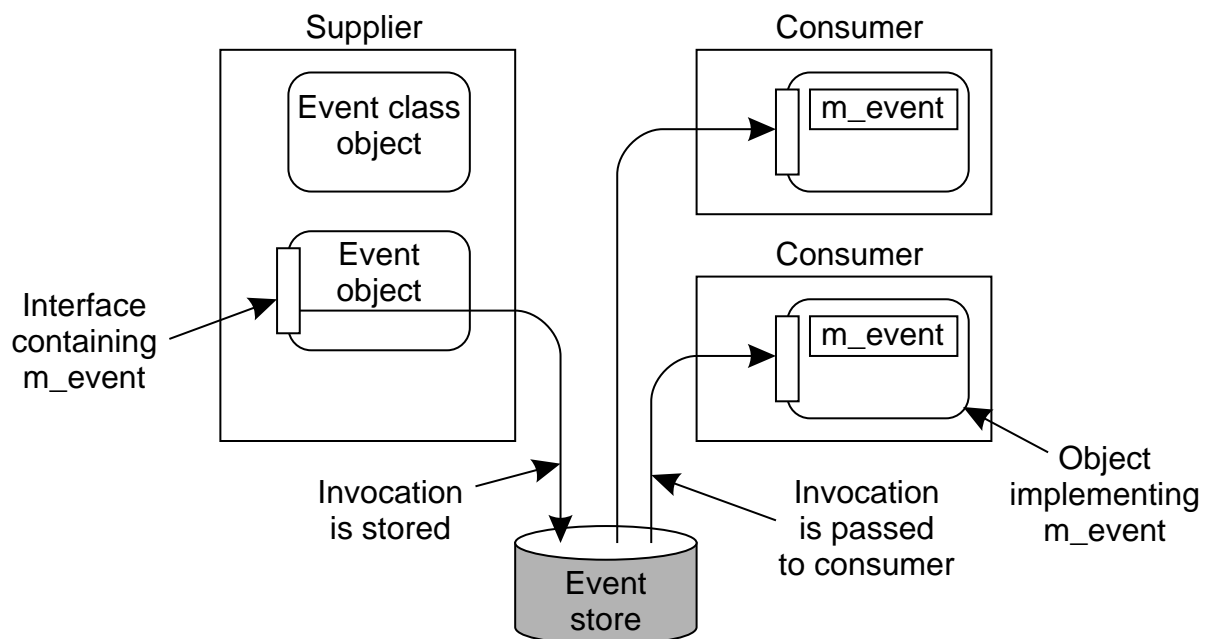 Supplier
Consumer
Event class
object
m_event
Event
object
Interface
containing
m_event
Consumer
m_event
Invocation
is stored
Invocation
is passed
to consumer
Object
implementing
m_event
Event
store